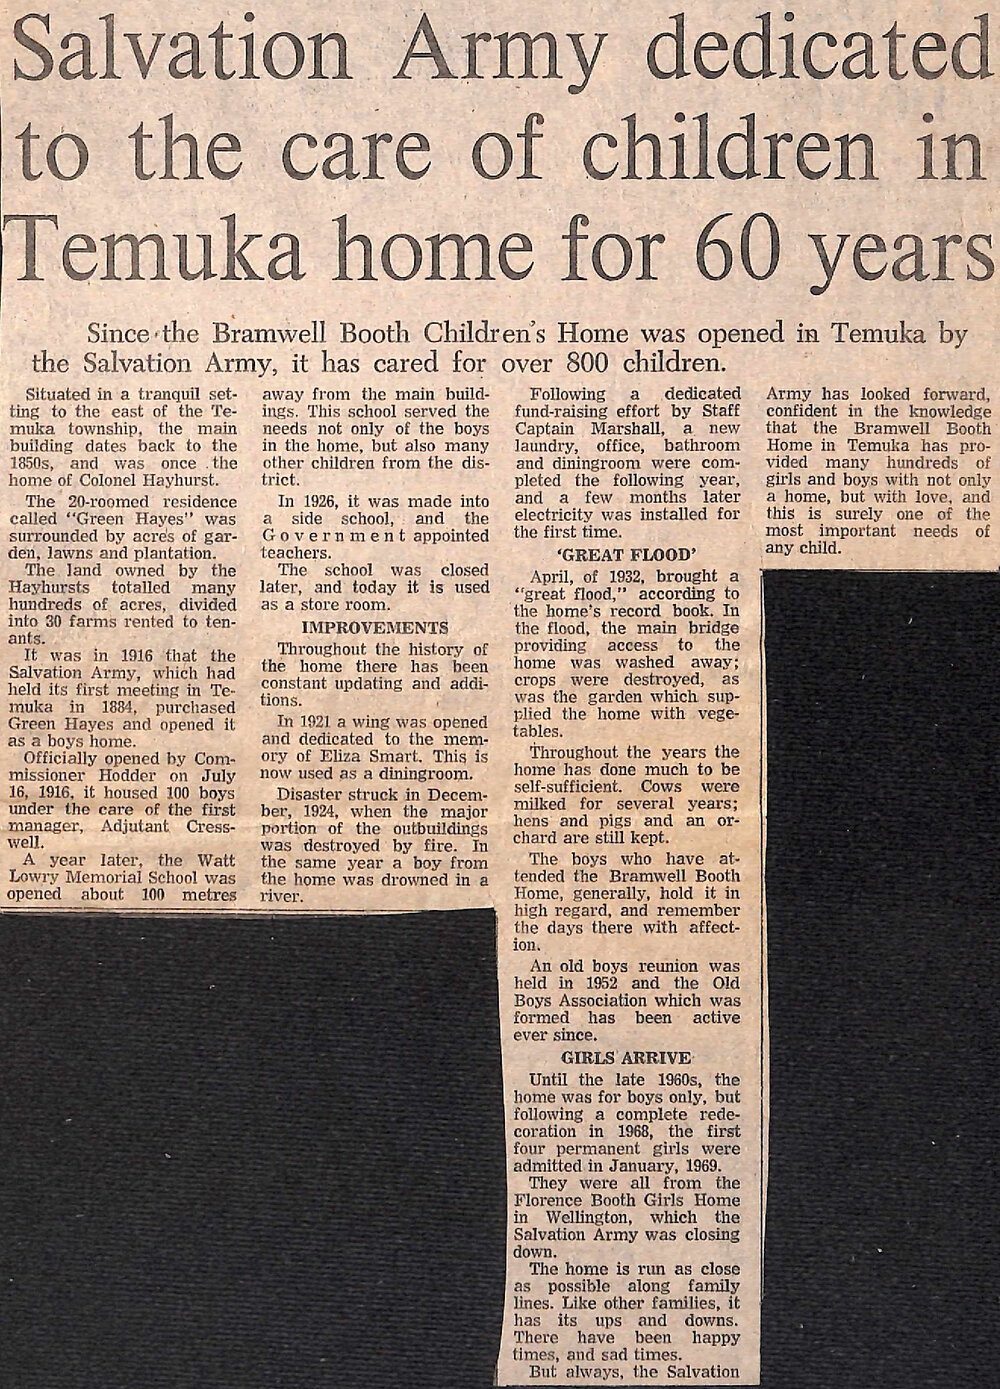 Salvation Army dedicated
to the care of children in
Temuka home for 60 years
Since the Bramwell Booth Children's Home was opened in Temuka by
the Salvation Army, it has cared for over 800 children.
Situated in a tranquil set-
ting to the east of the Te-
muka township, the main
building dates back to the
1850s, and was once the
home of Colonel Hayhurst.
The 20-roomed residence
called "Green Hayes" was
surrounded by acres of gar-
den, lawns and plantation.
The land owned by the
Hayhursts totalled many
hundreds of acres, divided
into 30 farms rented to ten-
ants.
It was in 1916 that the
Salvation Army, which had
held its first meeting in Te-
muka in 1884, purchased
Green Hayes and opened it
as a boys home.
Officially opened by Com-
missioner Hodder on July
16, 1916, it housed 100 boys
under the care of the first
manager, Adjutant Cress-
well.
A year later, the Watt
Lowry Memorial School was
opened about 100 metres
away from the main build-
ings. This school served the
needs not only of the boys
in the home, but also many
other children from the dis-
trict.
In 1926, it was made into
a side school, and the
Government appointed
teachers.
The school was closed
later, and today it is used
as a store room.
IMPROVEMENTS
Throughout the history of
the home there has been
constant updating and addi-
tions.
In 1921 a wing was opened
and dedicated to the mem-
ory of Eliza Smart. This is
now used as a diningroom.
Disaster struck in Decem-
ber, 1924, when the major
portion of the outbuildings
was destroyed by fire. In
the same year a boy from
the home was drowned in a
river.
Following a dedicated
fund-raising effort by Staff
Captain Marshall, a new
laundry, office, bathroom
and diningroom were com-
pleted the following year,
and a few months later
electricity was installed for
the first time.
'GREAT FLOOD'
April, of 1932, brought a
"great flood," according to
the home's record book. In
the flood, the main bridge
providing access to the
home was washed away;
crops were destroyed, as
was the garden which sup-
plied the home with vege-
tables.
Throughout the years the
home has done much to be
self-sufficient. Cows were
milked for several years;
hens and pigs and an or-
chard are still kept.
The boys who have at-
tended the Bramwell Booth
Home, generally, hold it in
high regard, and remember
the days there with affect-
ion.
An old boys reunion was
held in 1952 and the Old
Boys Association which was
formed has been active
ever since.
GIRLS ARRIVE
Until the late 1960s, the
home was for boys only, but
following a complete rede-
coration in 1968, the first
four permanent girls were
admitted in January, 1969.
They were all from the
Florence Booth Girls Home
in Wellington, which the
Salvation Army was closing
down.
The home is run as close
as possible along family
lines. Like other families, it
has its ups and downs.
There have been happy
times, and sad times.
But always, the Salvation
Army has looked forward,
confident in the knowledge
that the Bramwell Booth
Home in Temuka has pro-
vided many hundreds of
girls and boys with not only
a home, but with love, and
this is surely one of the
most important needs of
any child.